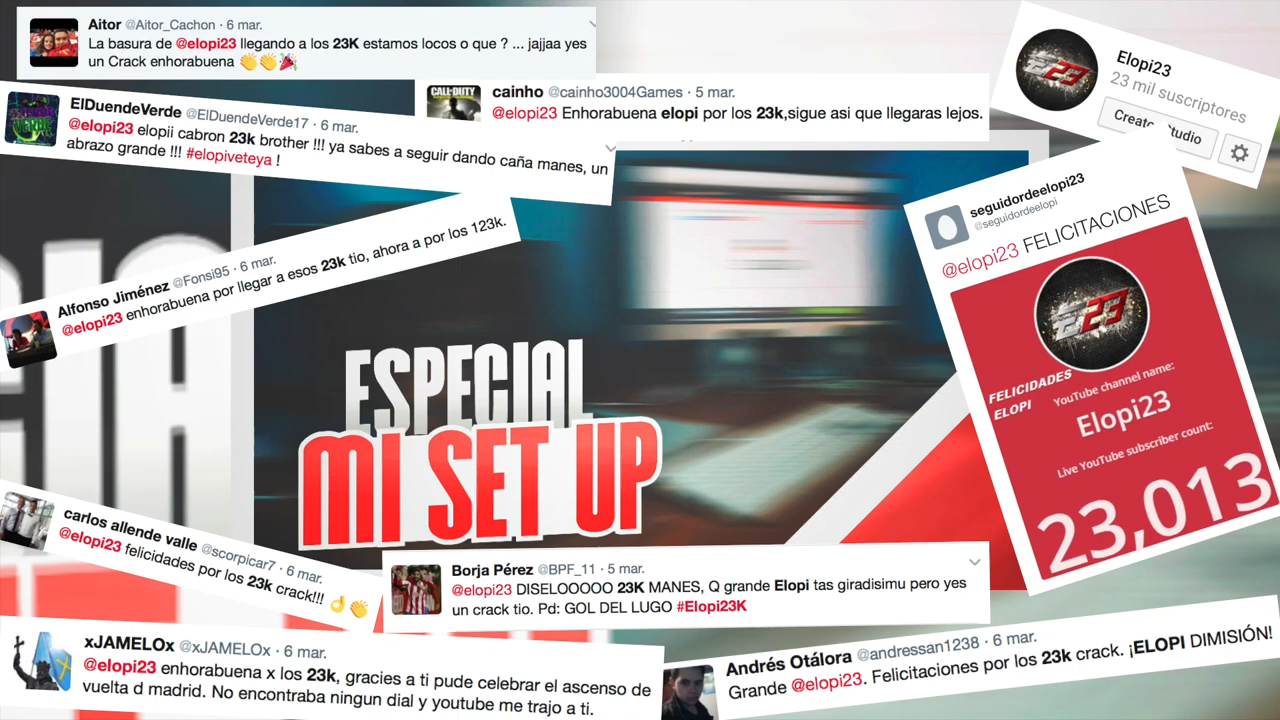 Aitor @Aitor_Cachon · 6 mar.
La basura de @elopi23 llegando a los 23K estamos locos o que ? ... jajjaa yes
un Crack enhorabuena 👏👏🎉
cainho @cainho3004Games · 5 mar.
@elopi23 Enhorabuena elopi por los 23k,sigue asi que llegaras lejos.
Elopi23
23 mil suscriptores
ElDuendeVerde @ElDuendeVerde17 · 6 mar.
@elopi23 elopii cabron 23k brother !!! ya sabes a seguir dando caña manes, un
abrazo grande !!! #elopiveteya !
seguidordeelopi23
@seguidordeelopi
@elopi23 FELICITACIONES
E23
FELICIDADES
ELOPI
YouTube channel name:
Elopi23
Live YouTube subscriber count:
23,013
Alfonso Jiménez @Fonsi95 · 6 mar.
@elopi23 enhorabuena por llegar a esos 23k tio, ahora a por los 123k.
ESPECIAL
MI SET UP
carlos allende valle @scorpicar7 · 6 mar.
@elopi23 felicidades por los 23k crack!!! 👌👏
Borja Pérez @BPF_11 · 5 mar.
@elopi23 DISELOOOOO 23K MANES, Q grande Elopi tas giradisimu pero yes
un crack tio. Pd: GOL DEL LUGO #Elopi23K
xJAMELOx @xJAMELOx · 6 mar.
@elopi23 enhorabuena x los 23k, gracies a ti pude celebrar el ascenso de
vuelta d madrid. No encontraba ningun dial y youtube me trajo a ti.
Andrés Otálora @andressan1238 · 6 mar.
Grande @elopi23. Felicitaciones por los 23k crack. ¡ELOPI DIMISIÓN!